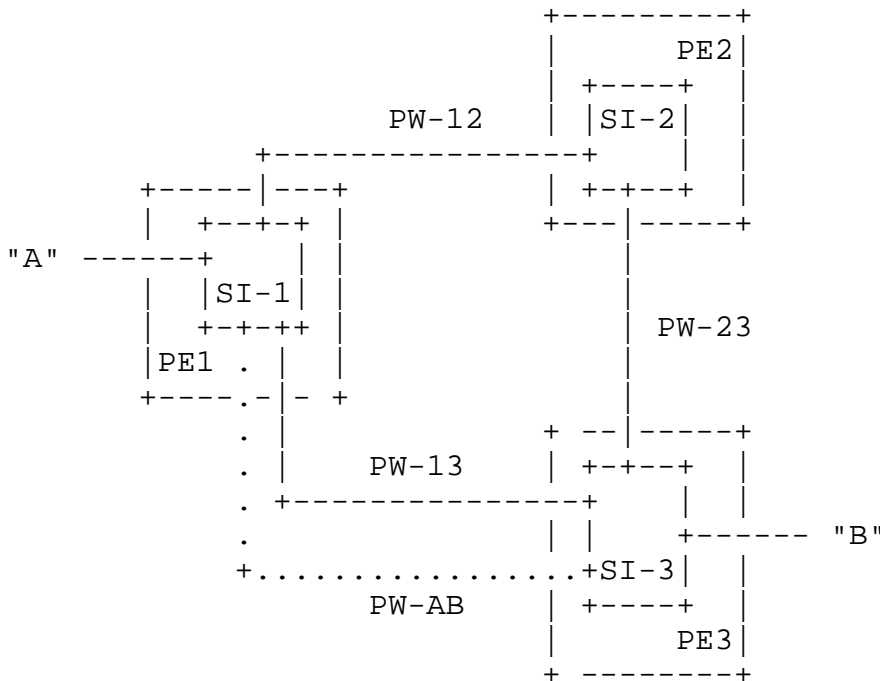 PE2
PW-12
SI-2
"A"
SI-1
PW-23
PE1
PW-13
"B"
SI-3
PW-AB
PE3